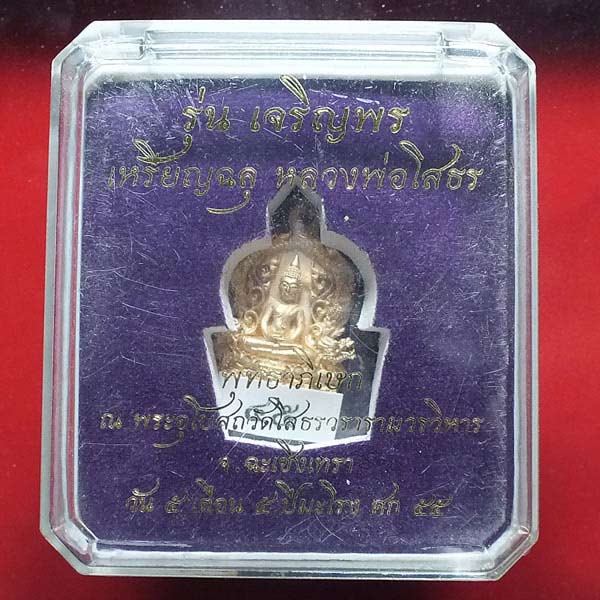 รุ่น เจริญพร
เหรียญฉลุ หลวงพ่อโสธร
พุทธาภิเษก
ณ พระอุโบสถวัดโสธรวรารามวรวิหาร
จ. ฉะเชิงเทรา
วัน ๕ เดือน ๕ ปีมะโรง ศก ๕๕